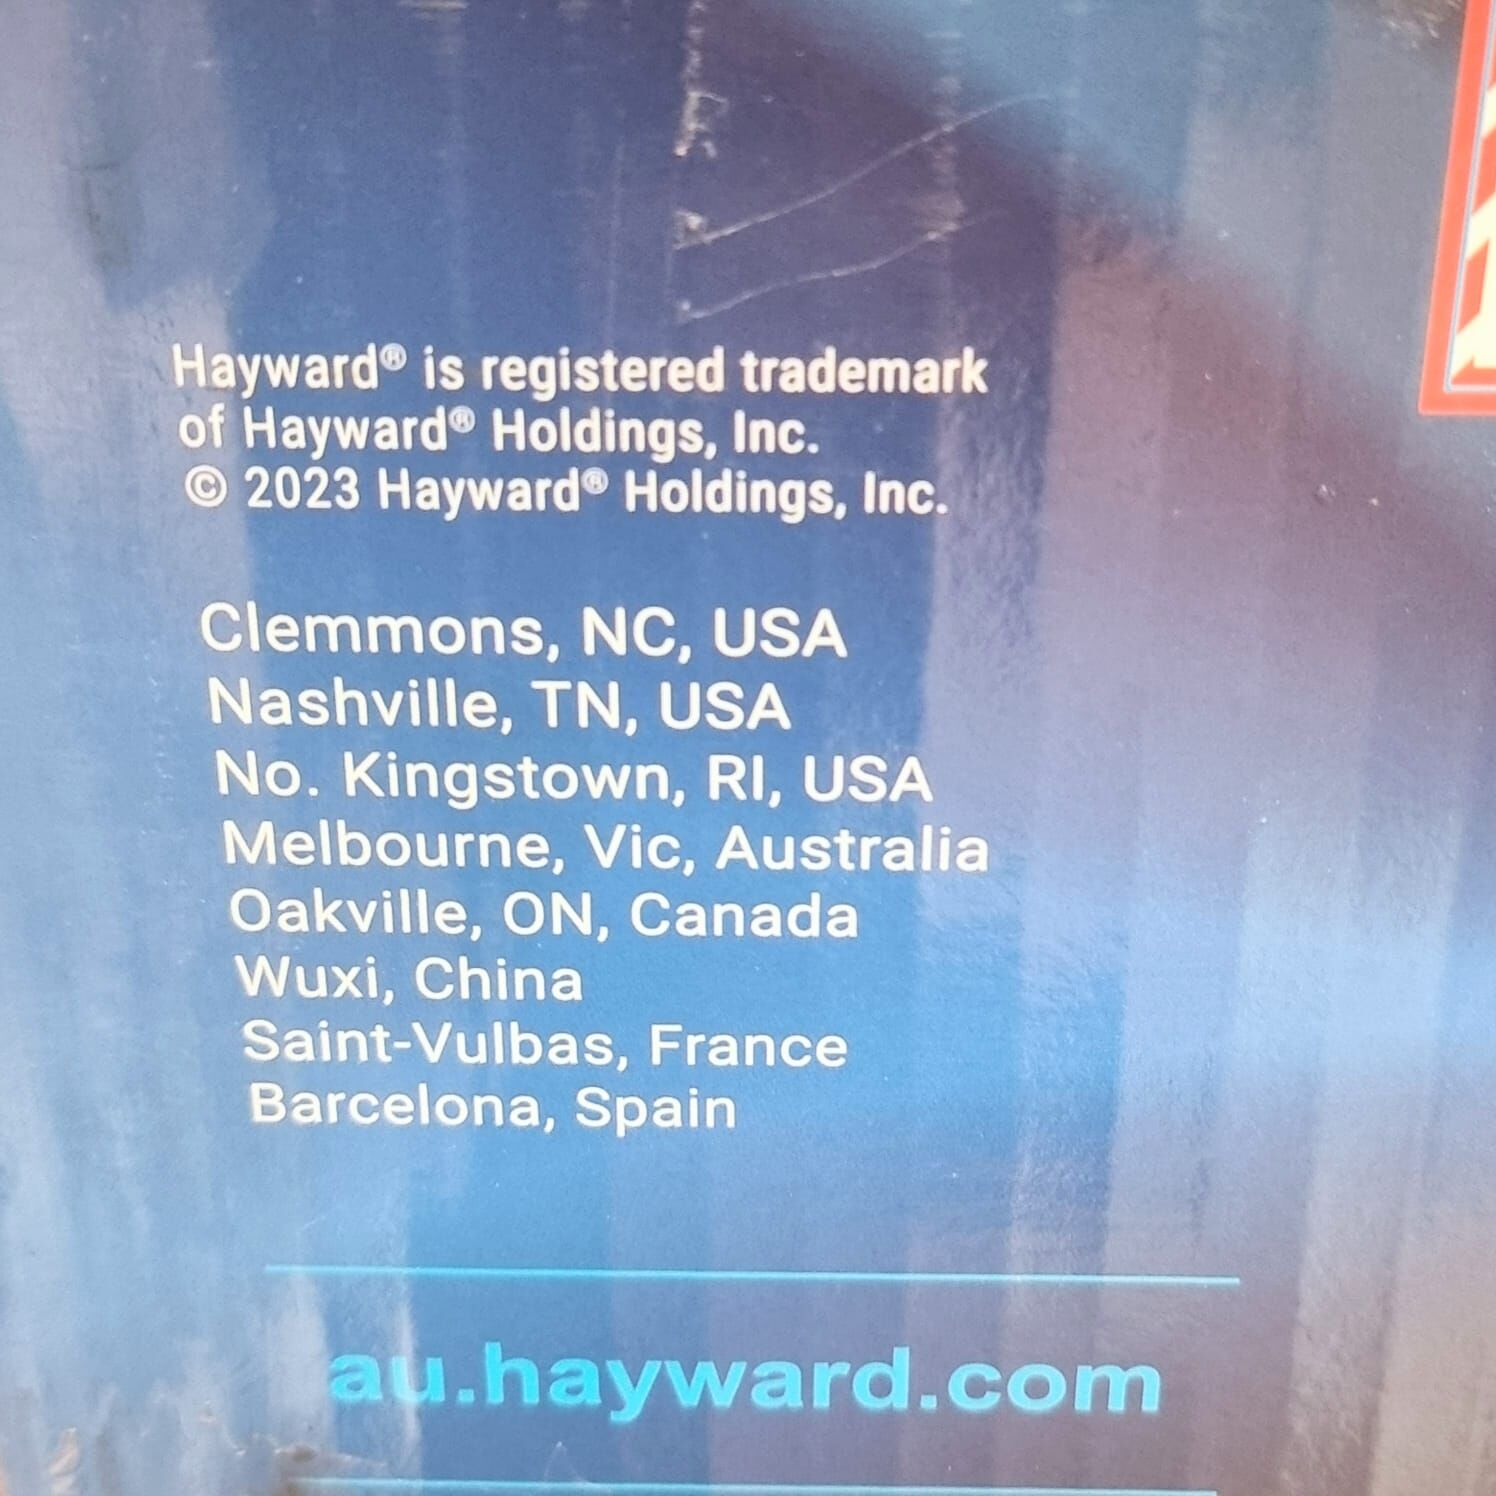 Hayward® is registered trademark
of Hayward® Holdings, Inc.
© 2023 Hayward® Holdings, Inc.
Clemmons, NC, USA
Nashville, TN, USA
No. Kingstown, RI, USA
Melbourne, Vic, Australia
Oakville, ON, Canada
Wuxi, China
Saint-Vulbas, France
Barcelona, Spain
au.hayward.com